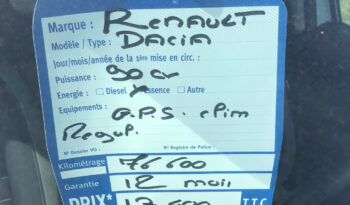 Marque : RENAULT
Modèle / Type : DACIA
Jour/mois/année de la 1ère mise en circ. :
Puissance : 90 cv
Energie : Diesel Essence Autre
Equipements : G.P.S. clim
Regul.
N° Dossier VO : N° Registre de Police :
Kilométrage 76 600
Garantie 12 mois
PRIX* TTC